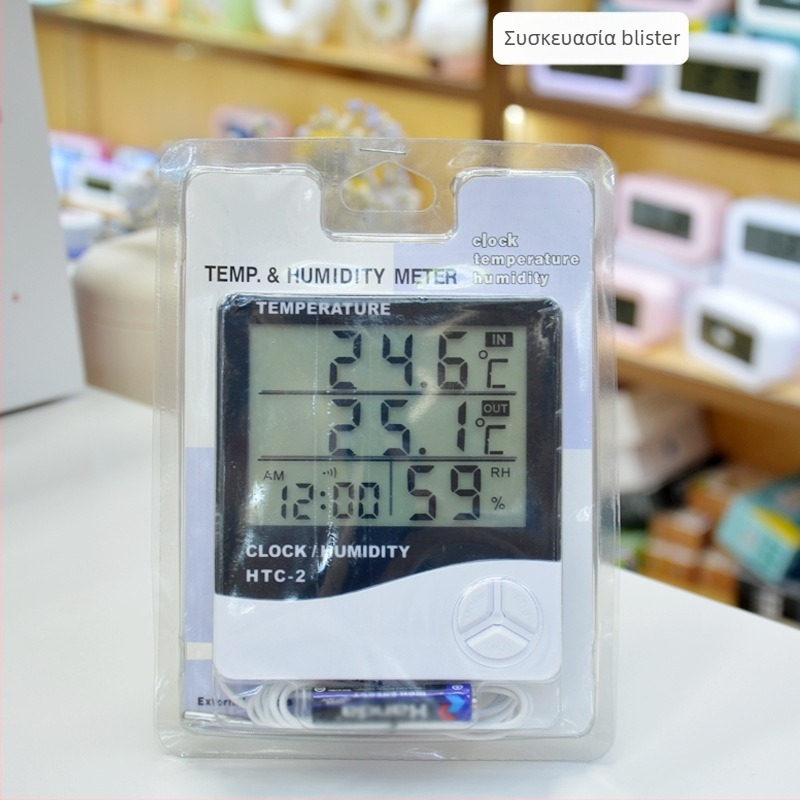 Συσκευασία blister
clock
temperature
humidity
TEMP. & HUMIDITY METER
TEMPERATURE
24.6 °C IN
25.1 °C OUT
AM 12:00 59 % RH
CLOCK / HUMIDITY
HTC-2